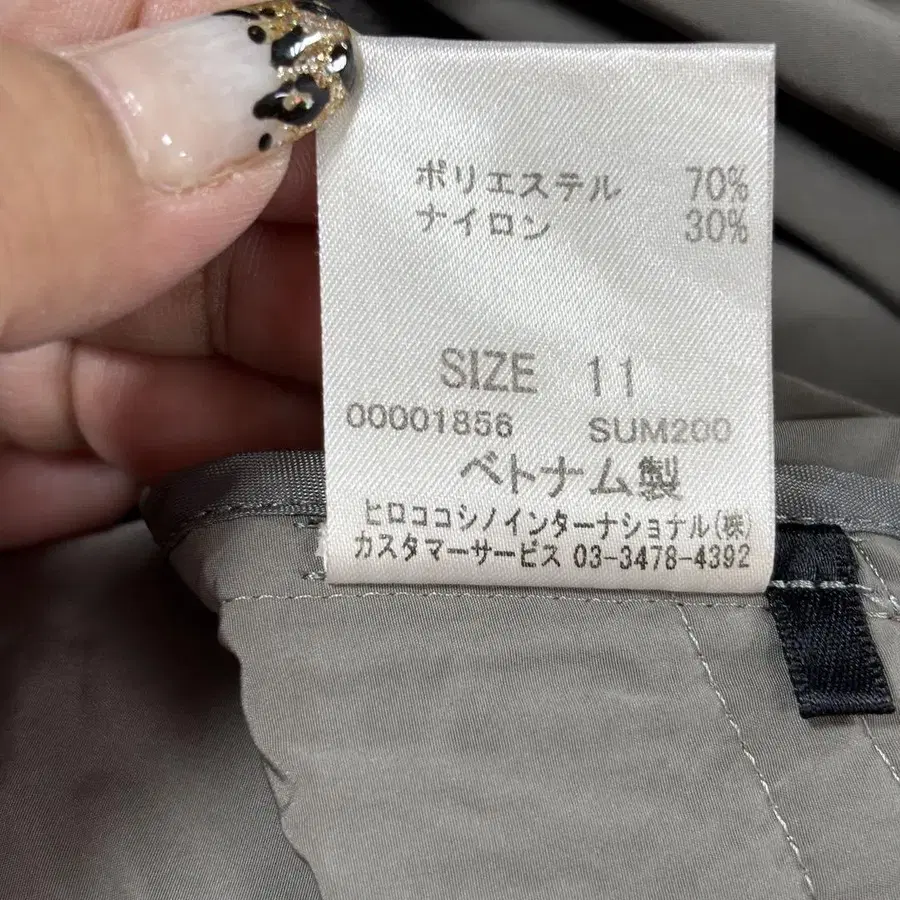 ポリエステル 70%
ナイロン 30%
SIZE 11
00001856 SUM200
ベトナム製
ヒロココシノインターナショナル(株)
カスタマーサービス 03-3478-4392